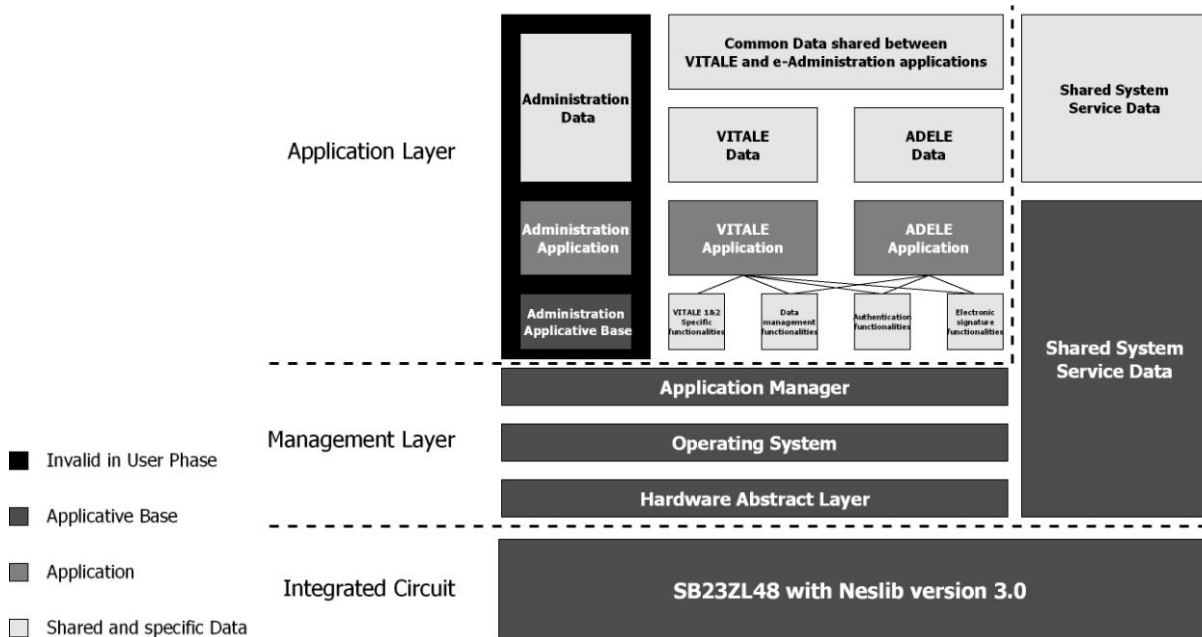 Common Data shared between
VITALE and e-Administration applications
Administration
Data
Shared System
Service Data
VITALE
Data
ADELE
Data
Application Layer
Administration
Application
VITALE
Application
ADELE
Application
Administration
Applicative Base
VITALE 1&2
Specific
functionalities
Data
management
functionalities
Authentication
functionalities
Electronic
signature
functionalities
Shared System
Service Data
Application Manager
Management Layer
Operating System
Hardware Abstract Layer
Invalid in User Phase
Applicative Base
Application
Shared and specific Data
Integrated Circuit
SB23ZL48 with Neslib version 3.0